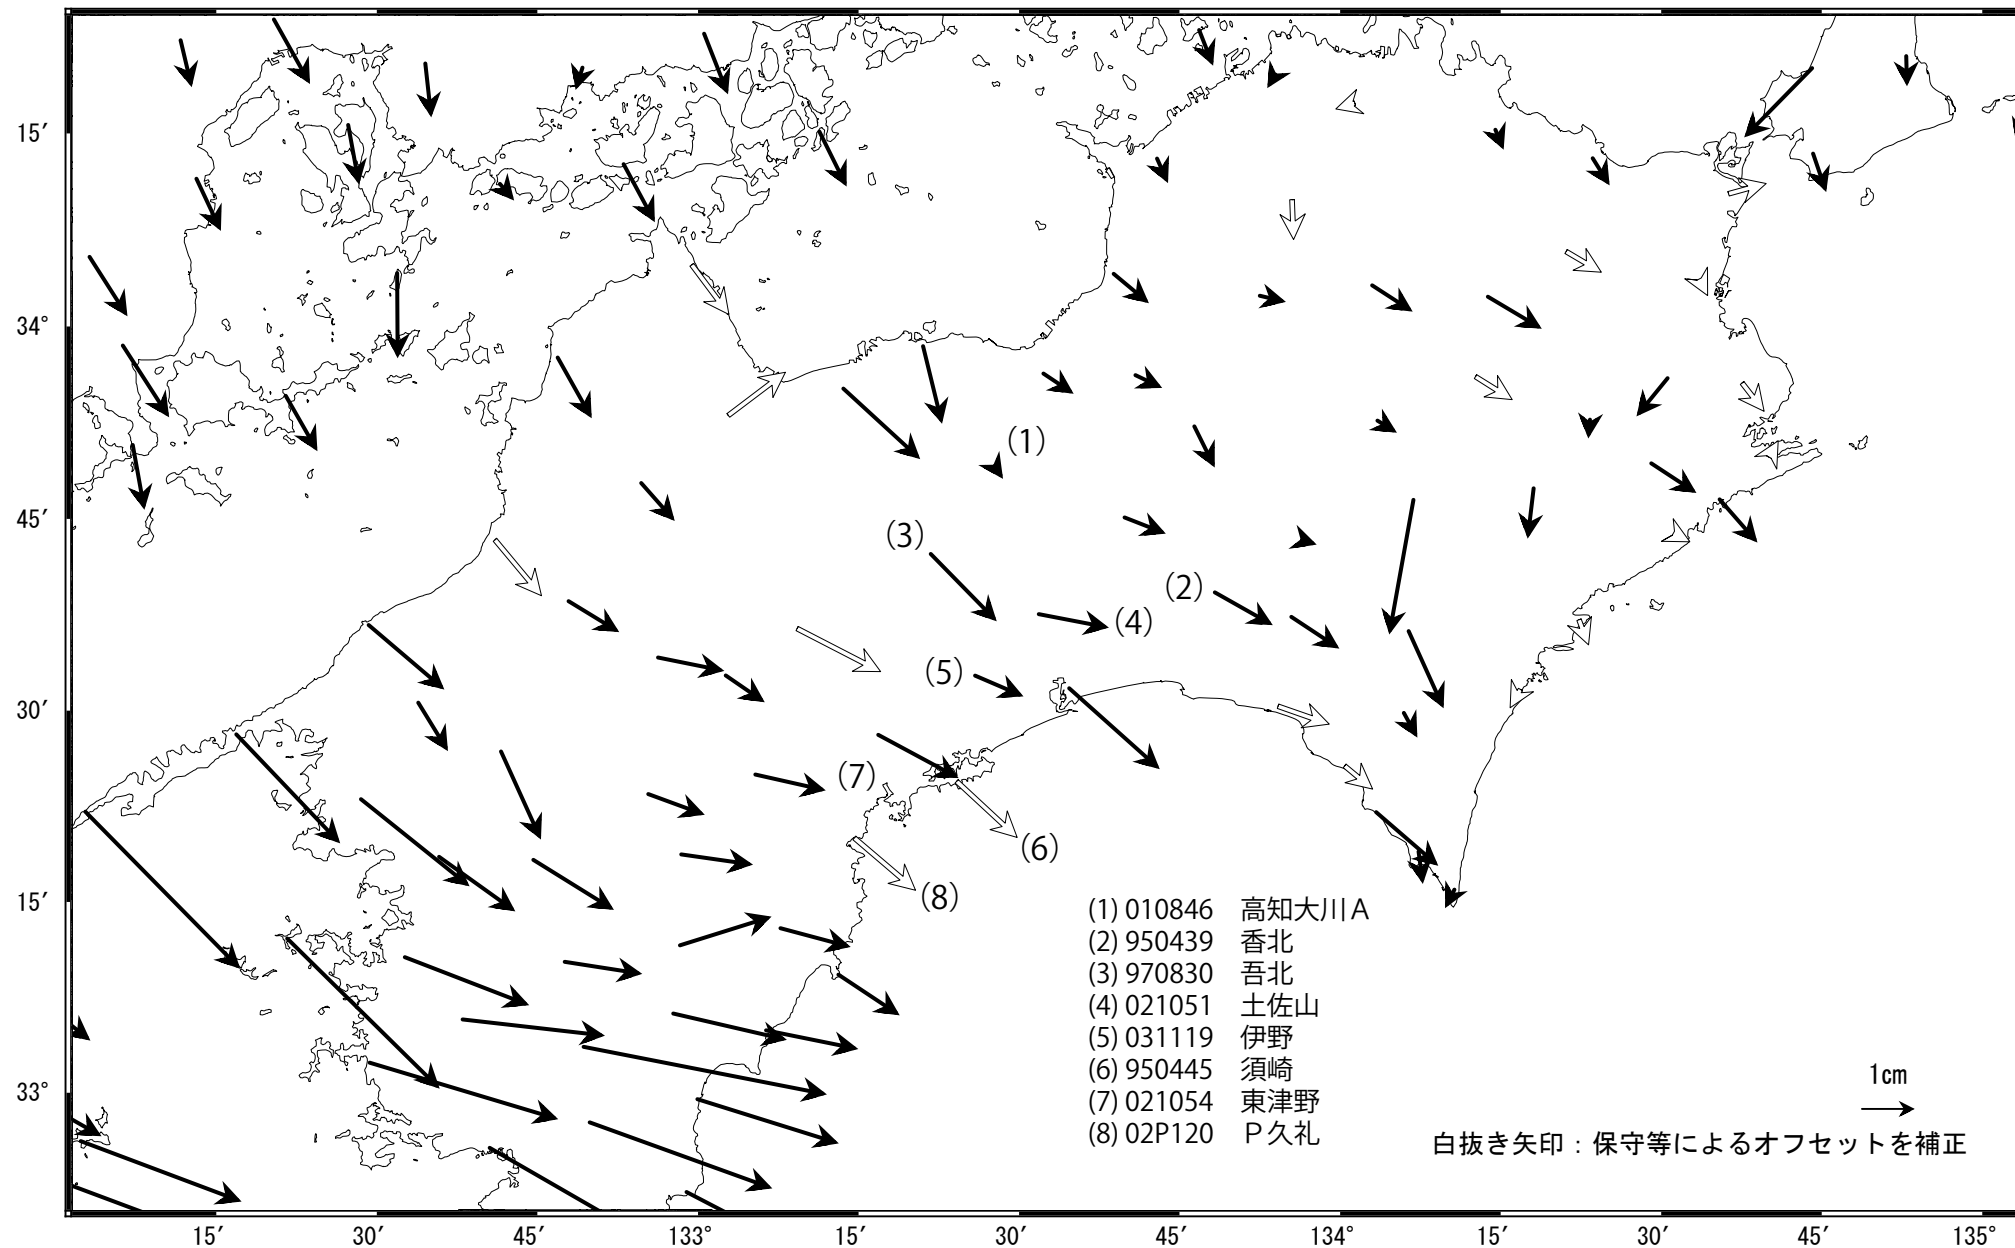 15′
34°
45′
30′
15′
33°
(1)
(3)
(2)
(4)
(5)
(7)
(6)
(8)
(1) 010846 高知大川Ａ
(2) 950439 香北
(3) 970830 吾北
(4) 021051 土佐山
(5) 031119 伊野
(6) 950445 須崎
(7) 021054 東津野
(8) 02P120 Ｐ久礼
1cm
白抜き矢印：保守等によるオフセットを補正
15′ 30′ 45′ 133° 15′ 30′ 45′ 134° 15′ 30′ 45′ 135°